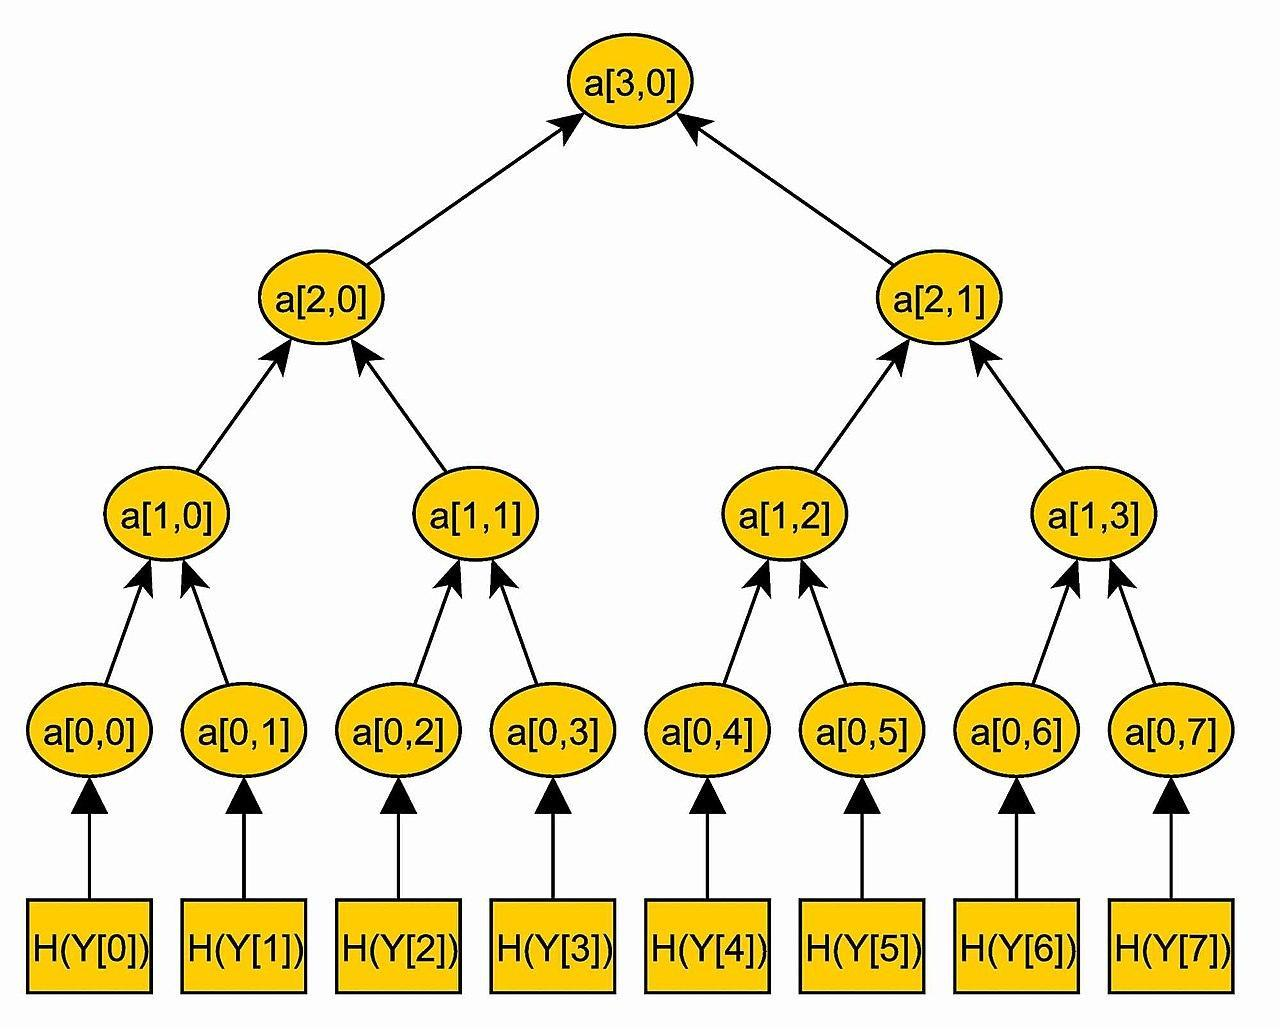 a[3,0]
a[2,0] a[2,1]
a[1,0] a[1,1] a[1,2] a[1,3]
a[0,0] a[0,1] a[0,2] a[0,3] a[0,4] a[0,5] a[0,6] a[0,7]
H(Y[0]) H(Y[1]) H(Y[2]) H(Y[3]) H(Y[4]) H(Y[5]) H(Y[6]) H(Y[7])